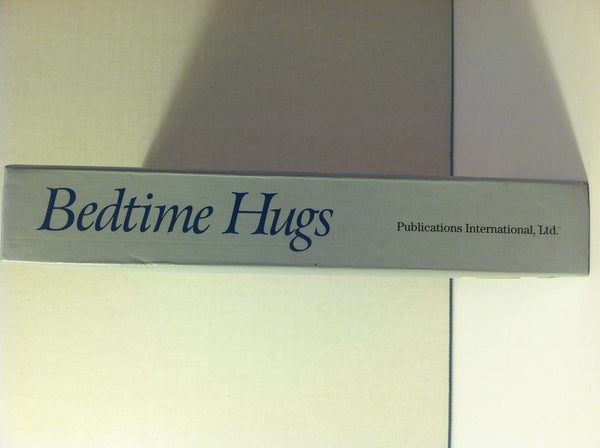 Bedtime Hugs
Publications International, Ltd.